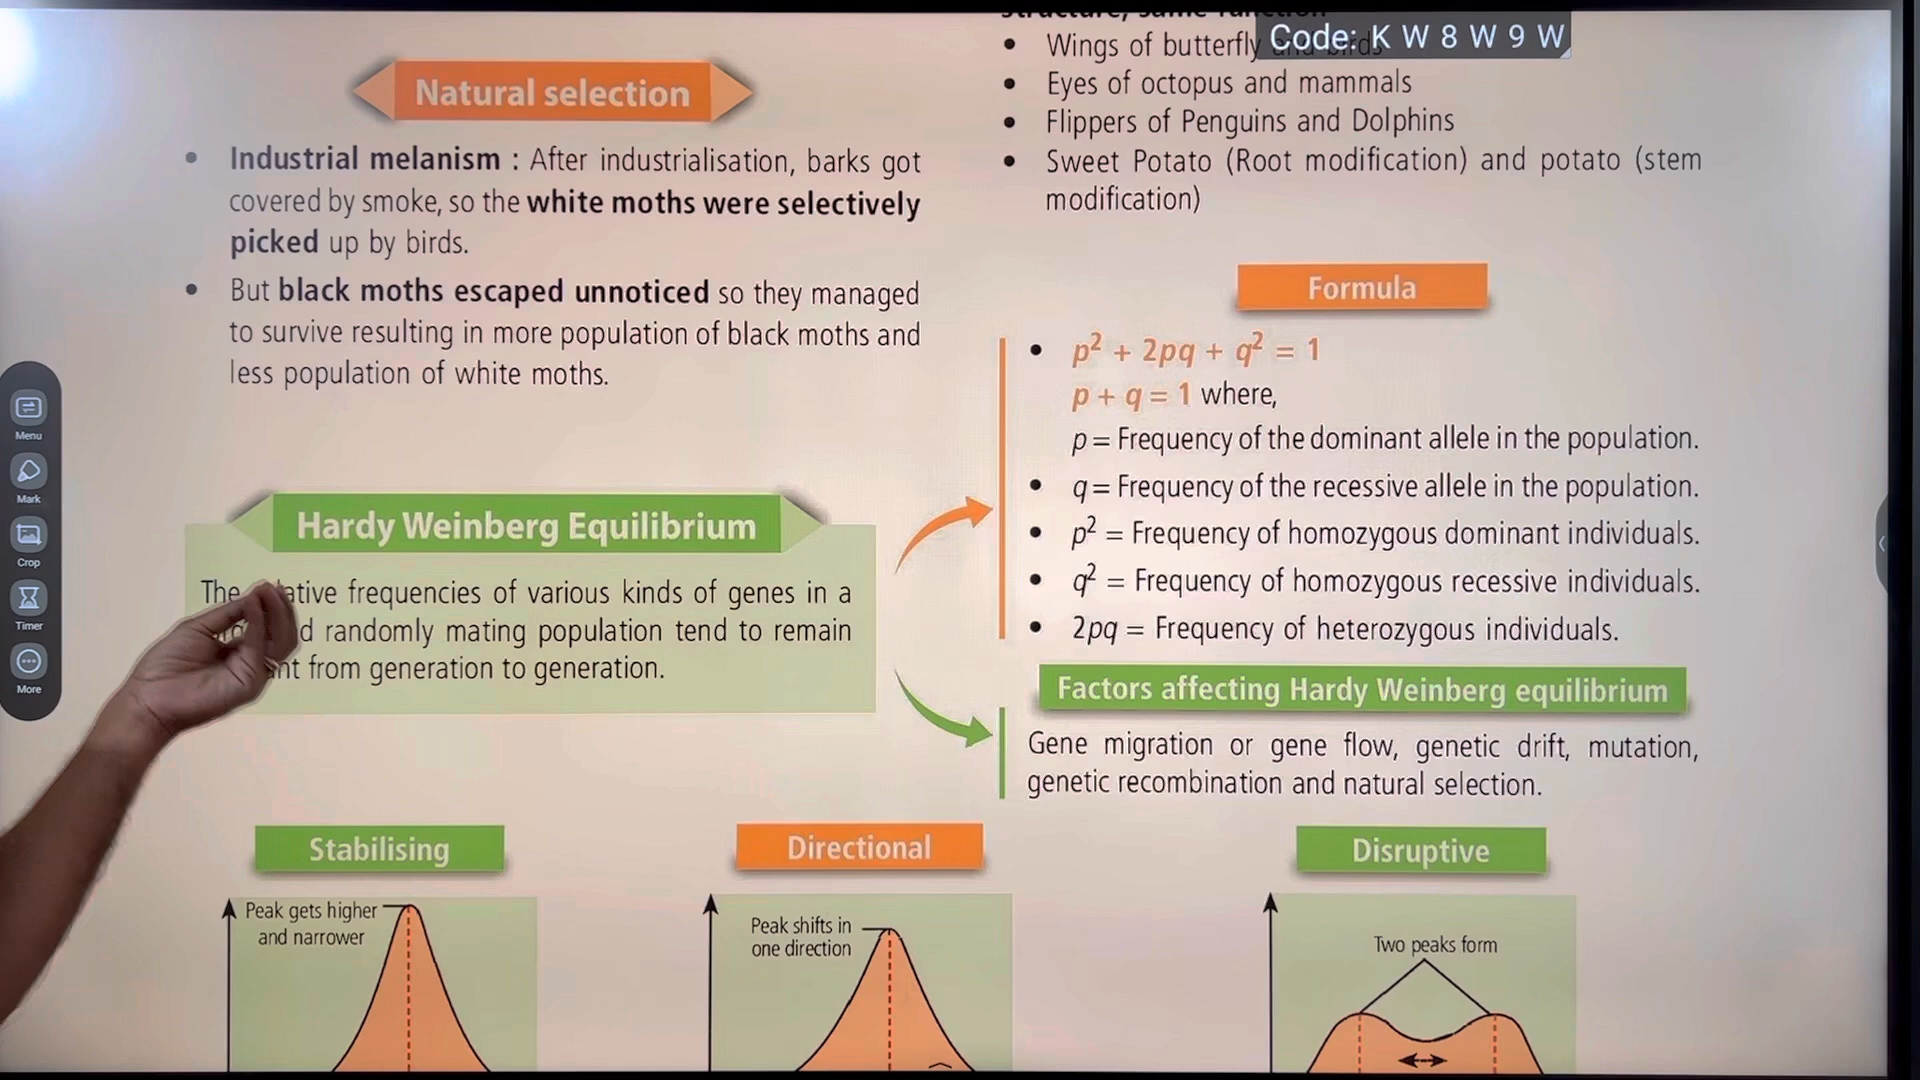 Code: K W 8 W 9 W
Natural selection
• Industrial melanism : After industrialisation, barks got
covered by smoke, so the white moths were selectively
picked up by birds.
• But black moths escaped unnoticed so they managed
to survive resulting in more population of black moths and
less population of white moths.
• Wings of butterfly and birds
• Eyes of octopus and mammals
• Flippers of Penguins and Dolphins
• Sweet Potato (Root modification) and potato (stem
modification)
Formula
• p² + 2pq + q² = 1
p + q = 1 where,
p = Frequency of the dominant allele in the population.
• q = Frequency of the recessive allele in the population.
• p² = Frequency of homozygous dominant individuals.
• q² = Frequency of homozygous recessive individuals.
• 2pq = Frequency of heterozygous individuals.
Hardy Weinberg Equilibrium
The frequencies of various kinds of genes in a
randomly mating population tend to remain
from generation to generation.
Factors affecting Hardy Weinberg equilibrium
Gene migration or gene flow, genetic drift, mutation,
genetic recombination and natural selection.
Stabilising
Peak gets higher
and narrower
Directional
Peak shifts in
one direction
Disruptive
Two peaks form
Menu
Mark
Crop
Timer
More